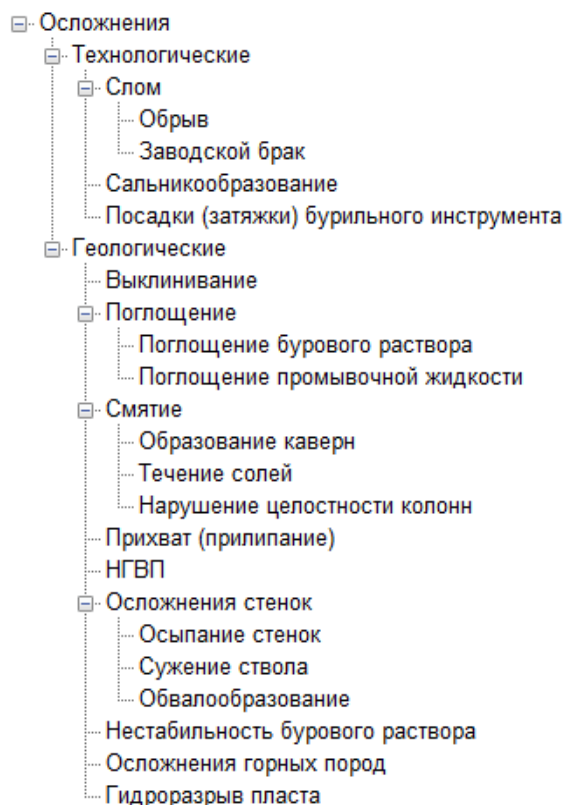 Осложнения
Технологические
Слом
Обрыв
Заводской брак
Сальникообразование
Посадки (затяжки) бурильного инструмента
Геологические
Выклинивание
Поглощение
Поглощение бурового раствора
Поглощение промывочной жидкости
Смятие
Образование каверн
Течение солей
Нарушение целостности колонн
Прихват (прилипание)
НГВП
Осложнения стенок
Осыпание стенок
Сужение ствола
Обвалообразование
Нестабильность бурового раствора
Осложнения горных пород
Гидроразрыв пласта